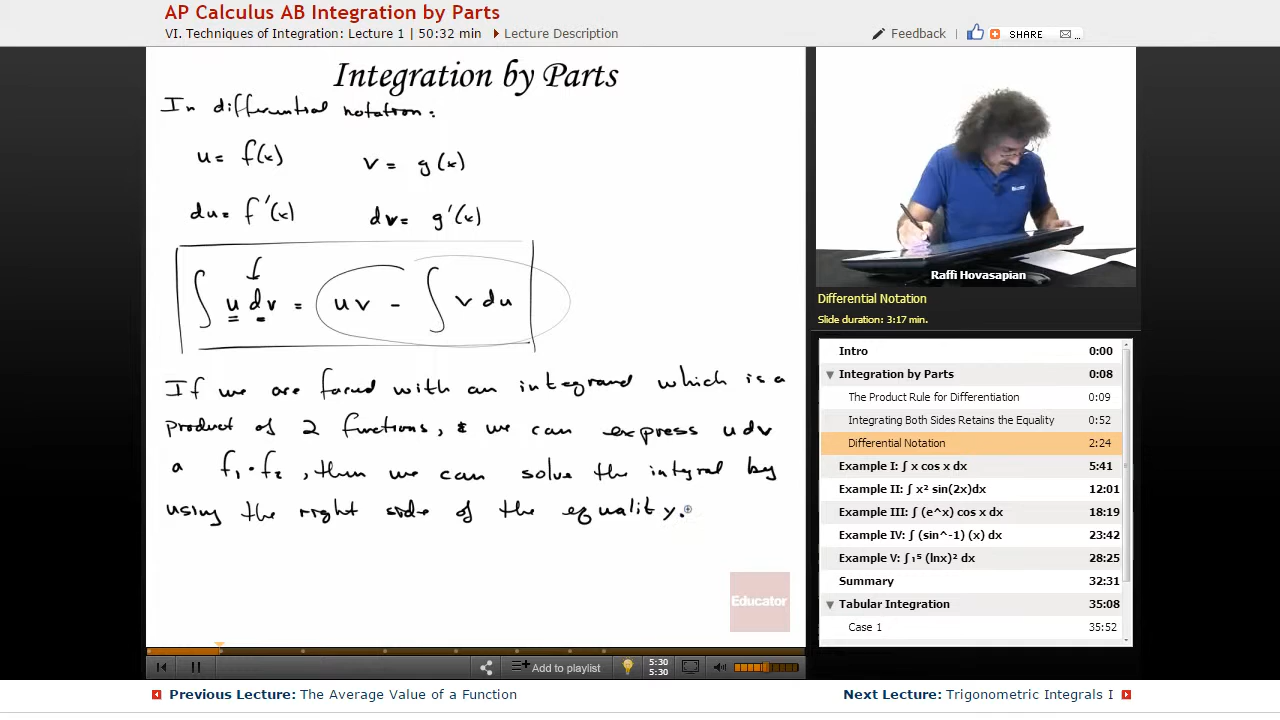 AP Calculus AB Integration by Parts
VI. Techniques of Integration: Lecture 1 | 50:32 min Lecture Description
Feedback | SHARE ...
Integration by Parts
In differential notation:
u = f(x) v = g(x)
du = f'(x) dv = g'(x)
∫ u dv = uv - ∫ v du
If we are faced with an integrand which is a
product of 2 functions, & we can express u dv
a f₁ · f₂, then we can solve the integral by
using the right side of the equality.
Educator
5:30
5:30
Add to playlist
Raffi Hovasapian
Differential Notation
Slide duration: 3:17 min.
Intro 0:00
Integration by Parts 0:08
The Product Rule for Differentiation 0:09
Integrating Both Sides Retains the Equality 0:52
Differential Notation 2:24
Example I: ∫ x cos x dx 5:41
Example II: ∫ x² sin(2x)dx 12:01
Example III: ∫ (e^x) cos x dx 18:19
Example IV: ∫ (sin^-1) (x) dx 23:42
Example V: ∫₁⁵ (lnx)² dx 28:25
Summary 32:31
Tabular Integration 35:08
Case 1 35:52
Previous Lecture: The Average Value of a Function
Next Lecture: Trigonometric Integrals I